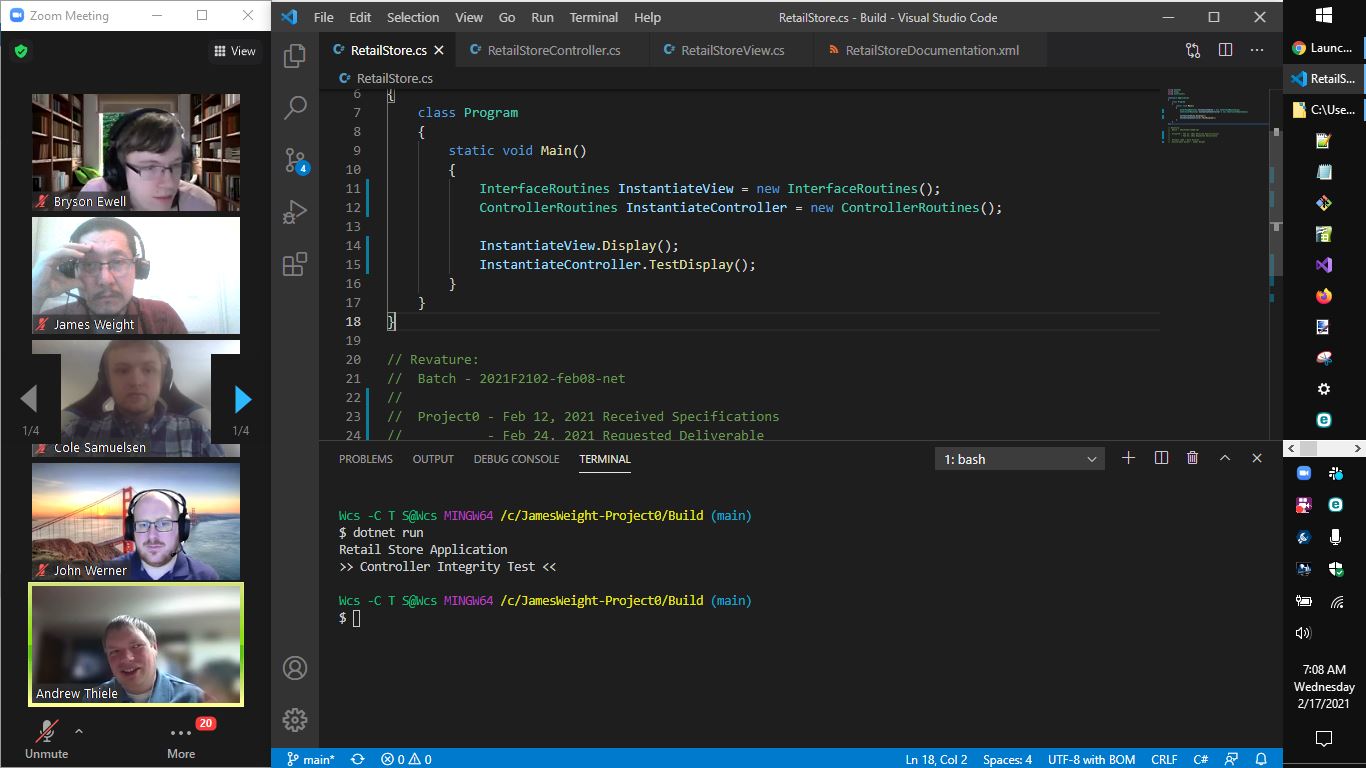 Zoom Meeting
View
Bryson Ewell
James Weight
1/4
1/4
Cole Samuelsen
John Werner
Andrew Thiele
20
Unmute
More
File Edit Selection View Go Run Terminal Help
RetailStore.cs - Build - Visual Studio Code
RetailStore.cs
RetailStoreController.cs
RetailStoreView.cs
RetailStoreDocumentation.xml
RetailStore.cs
4
6 {
7 class Program
8 {
9 static void Main()
10 {
11 InterfaceRoutines InstantiateView = new InterfaceRoutines();
12 ControllerRoutines InstantiateController = new ControllerRoutines();
13
14 InstantiateView.Display();
15 InstantiateController.TestDisplay();
16 }
17 }
18 }
19
20 // Revature:
21 // Batch - 2021F2102-feb08-net
22 //
23 // Project0 - Feb 12, 2021 Received Specifications
24 // - Feb 24, 2021 Requested Deliverable
PROBLEMS OUTPUT DEBUG CONSOLE TERMINAL
1: bash
Wcs -C T S@Wcs MINGW64 /c/JamesWeight-Project0/Build (main)
$ dotnet run
Retail Store Application
>> Controller Integrity Test <<
Wcs -C T S@Wcs MINGW64 /c/JamesWeight-Project0/Build (main)
$
main*
0 0
Ln 18, Col 2
Spaces: 4
UTF-8 with BOM
CRLF
C#
Launc...
RetailS...
C:\Use...
7:08 AM
Wednesday
2/17/2021